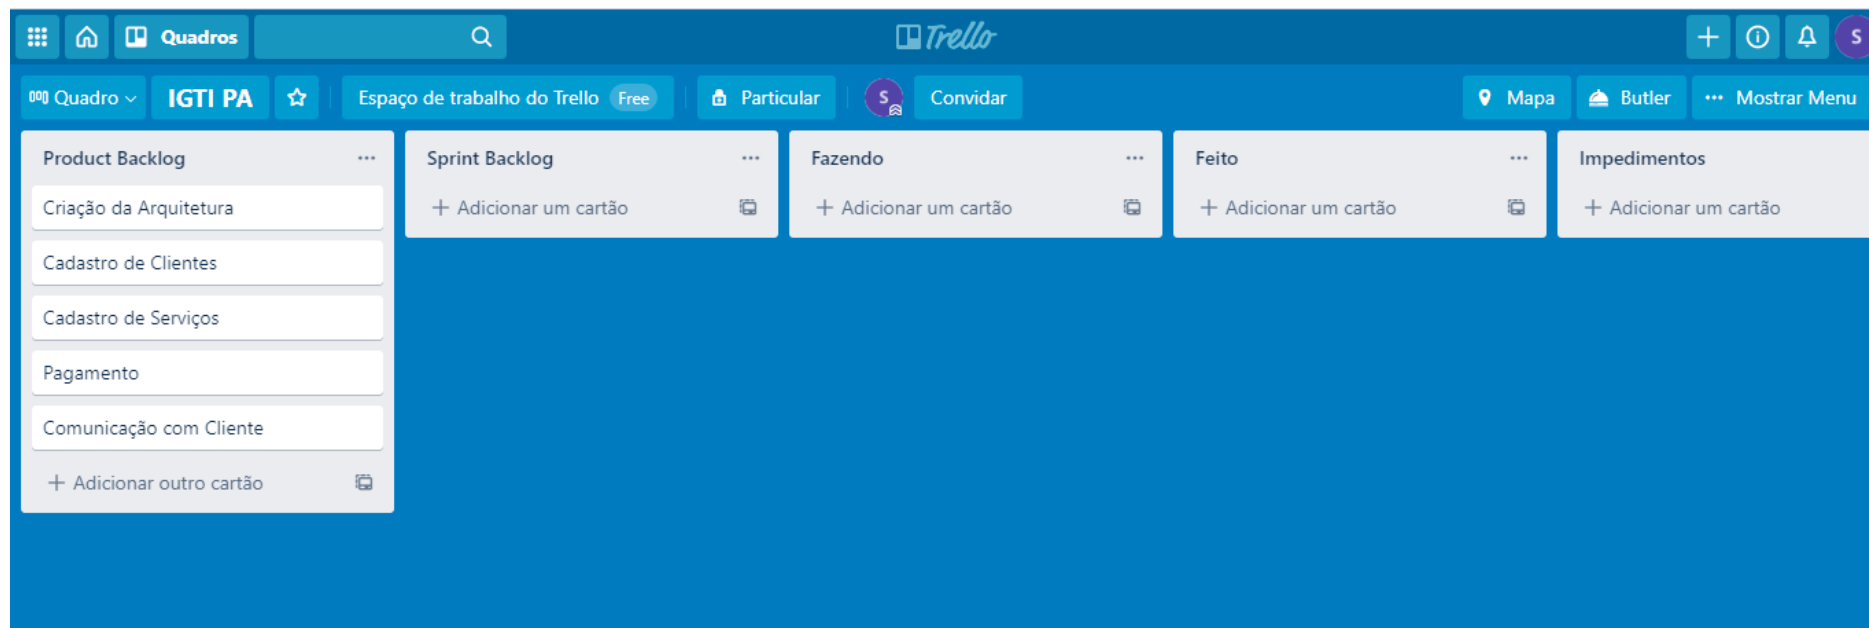 Quadros
Trello
S
Quadro
IGTI PA
Espaço de trabalho do Trello Free
Particular
S
Convidar
Mapa
Butler
Mostrar Menu
Product Backlog
Criação da Arquitetura
Cadastro de Clientes
Cadastro de Serviços
Pagamento
Comunicação com Cliente
+ Adicionar outro cartão
Sprint Backlog
+ Adicionar um cartão
Fazendo
+ Adicionar um cartão
Feito
+ Adicionar um cartão
Impedimentos
+ Adicionar um cartão